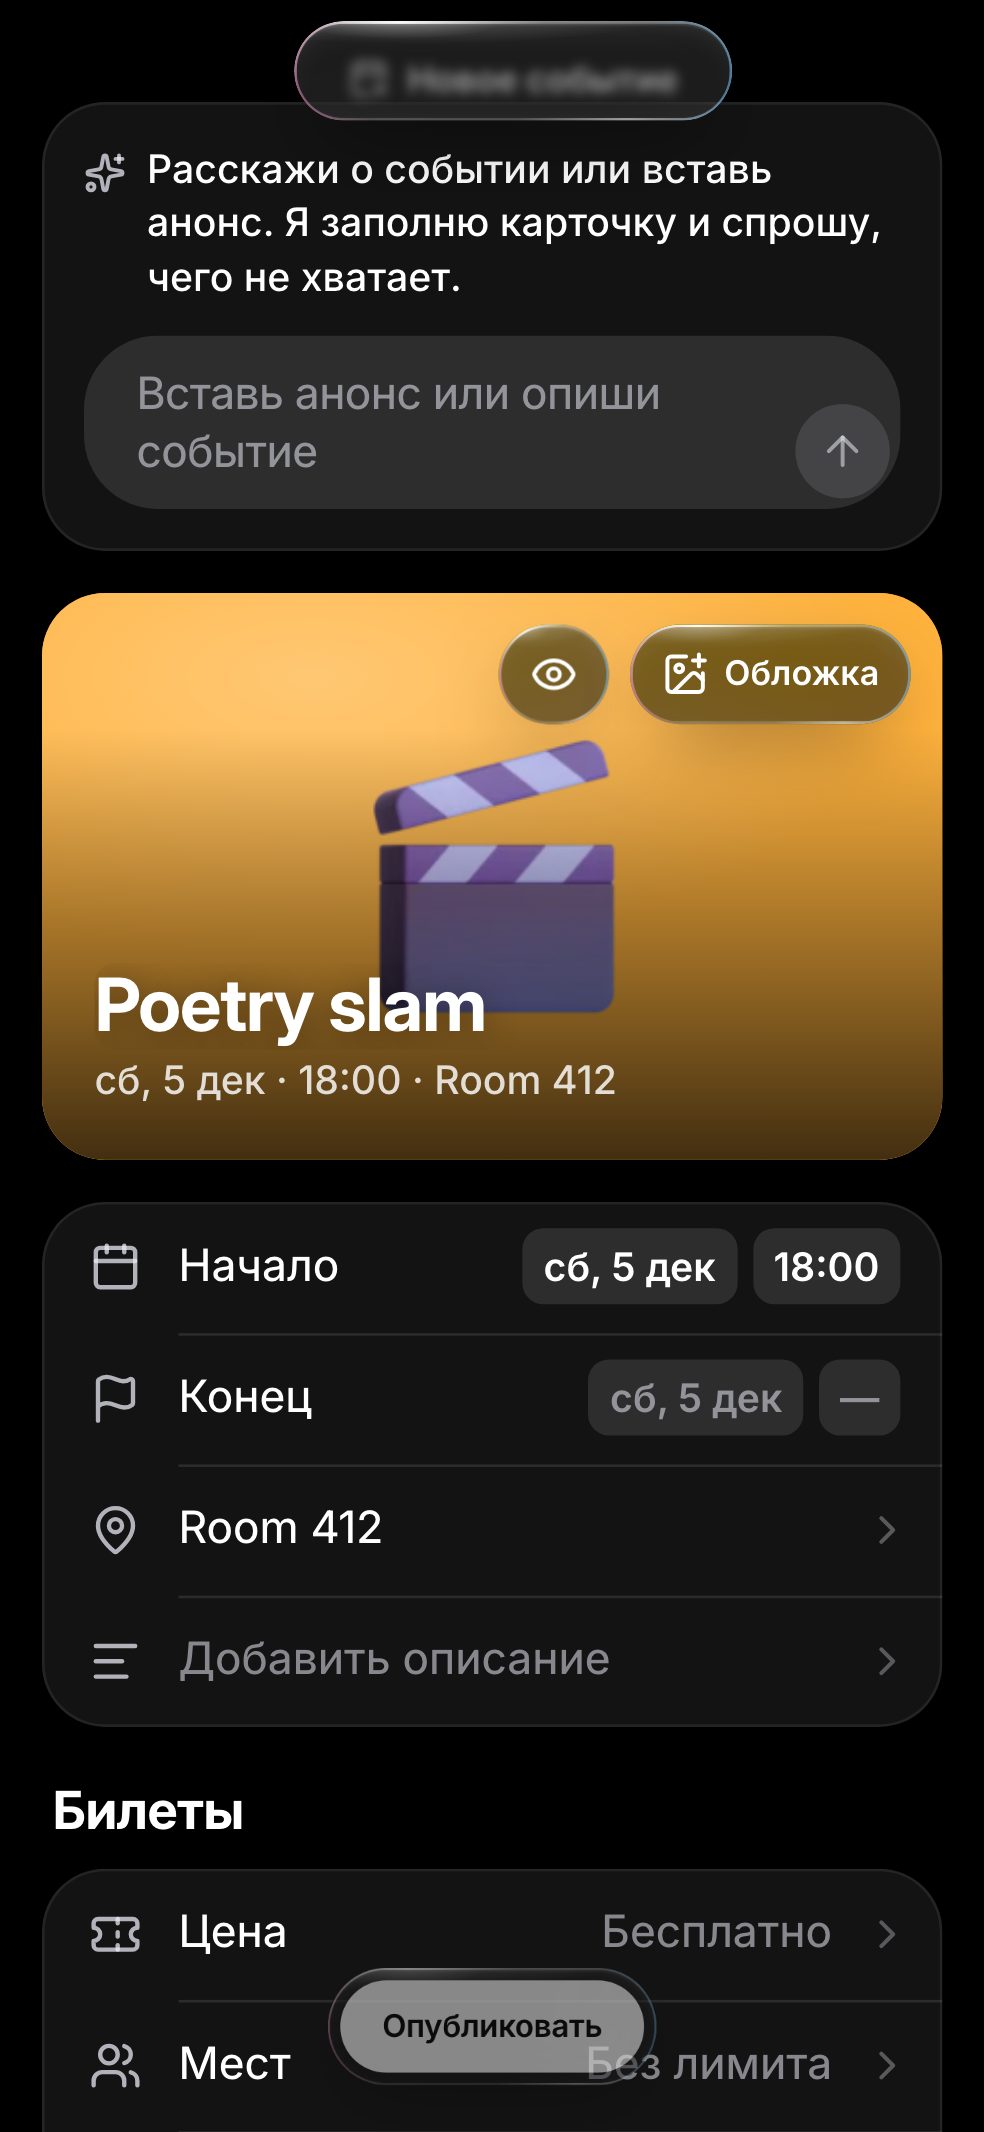 Новое событие
Расскажи о событии или вставь
анонс. Я заполню карточку и спрошу,
чего не хватает.
Вставь анонс или опиши
событие
Обложка
Poetry slam
сб, 5 дек · 18:00 · Room 412
Начало сб, 5 дек 18:00
Конец сб, 5 дек —
Room 412
Добавить описание
Билеты
Цена Бесплатно
Опубликовать
Мест Без лимита